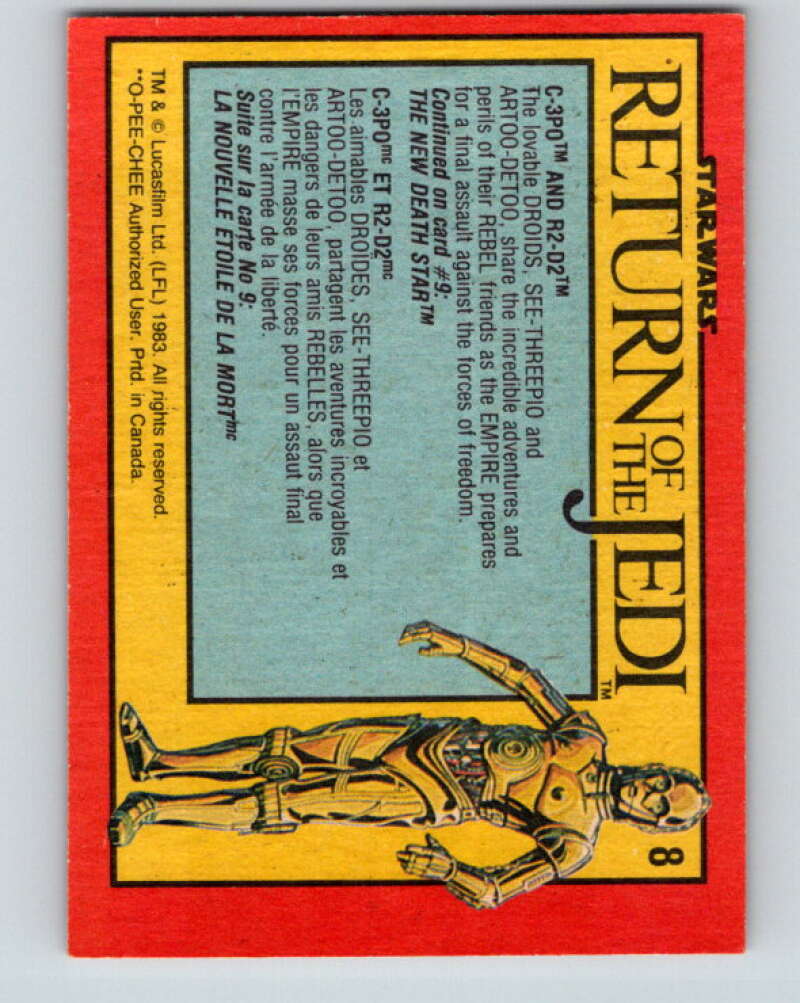 STAR WARS
RETURN OF THE JEDI™
8
C-3PO™ AND R2-D2™
The lovable DROIDS, SEE-THREEPIO and
ARTOO-DETOO, share the incredible adventures and
perils of their REBEL friends as the EMPIRE prepares
for a final assault against the forces of freedom.
Continued on card #9:
THE NEW DEATH STAR™
C-3POmc ET R2-D2mc
Les aimables DROIDES, SEE-THREEPIO et
ARTOO-DETOO, partagent les aventures incroyables et
les dangers de leurs amis REBELLES, alors que
l'EMPIRE masse ses forces pour un assaut final
contre l'armée de la liberté.
Suite sur la carte No 9:
LA NOUVELLE ETOILE DE LA MORTmc
TM & © Lucasfilm Ltd. (LFL) 1983. All rights reserved.
**O-PEE-CHEE Authorized User. Prtd. in Canada.